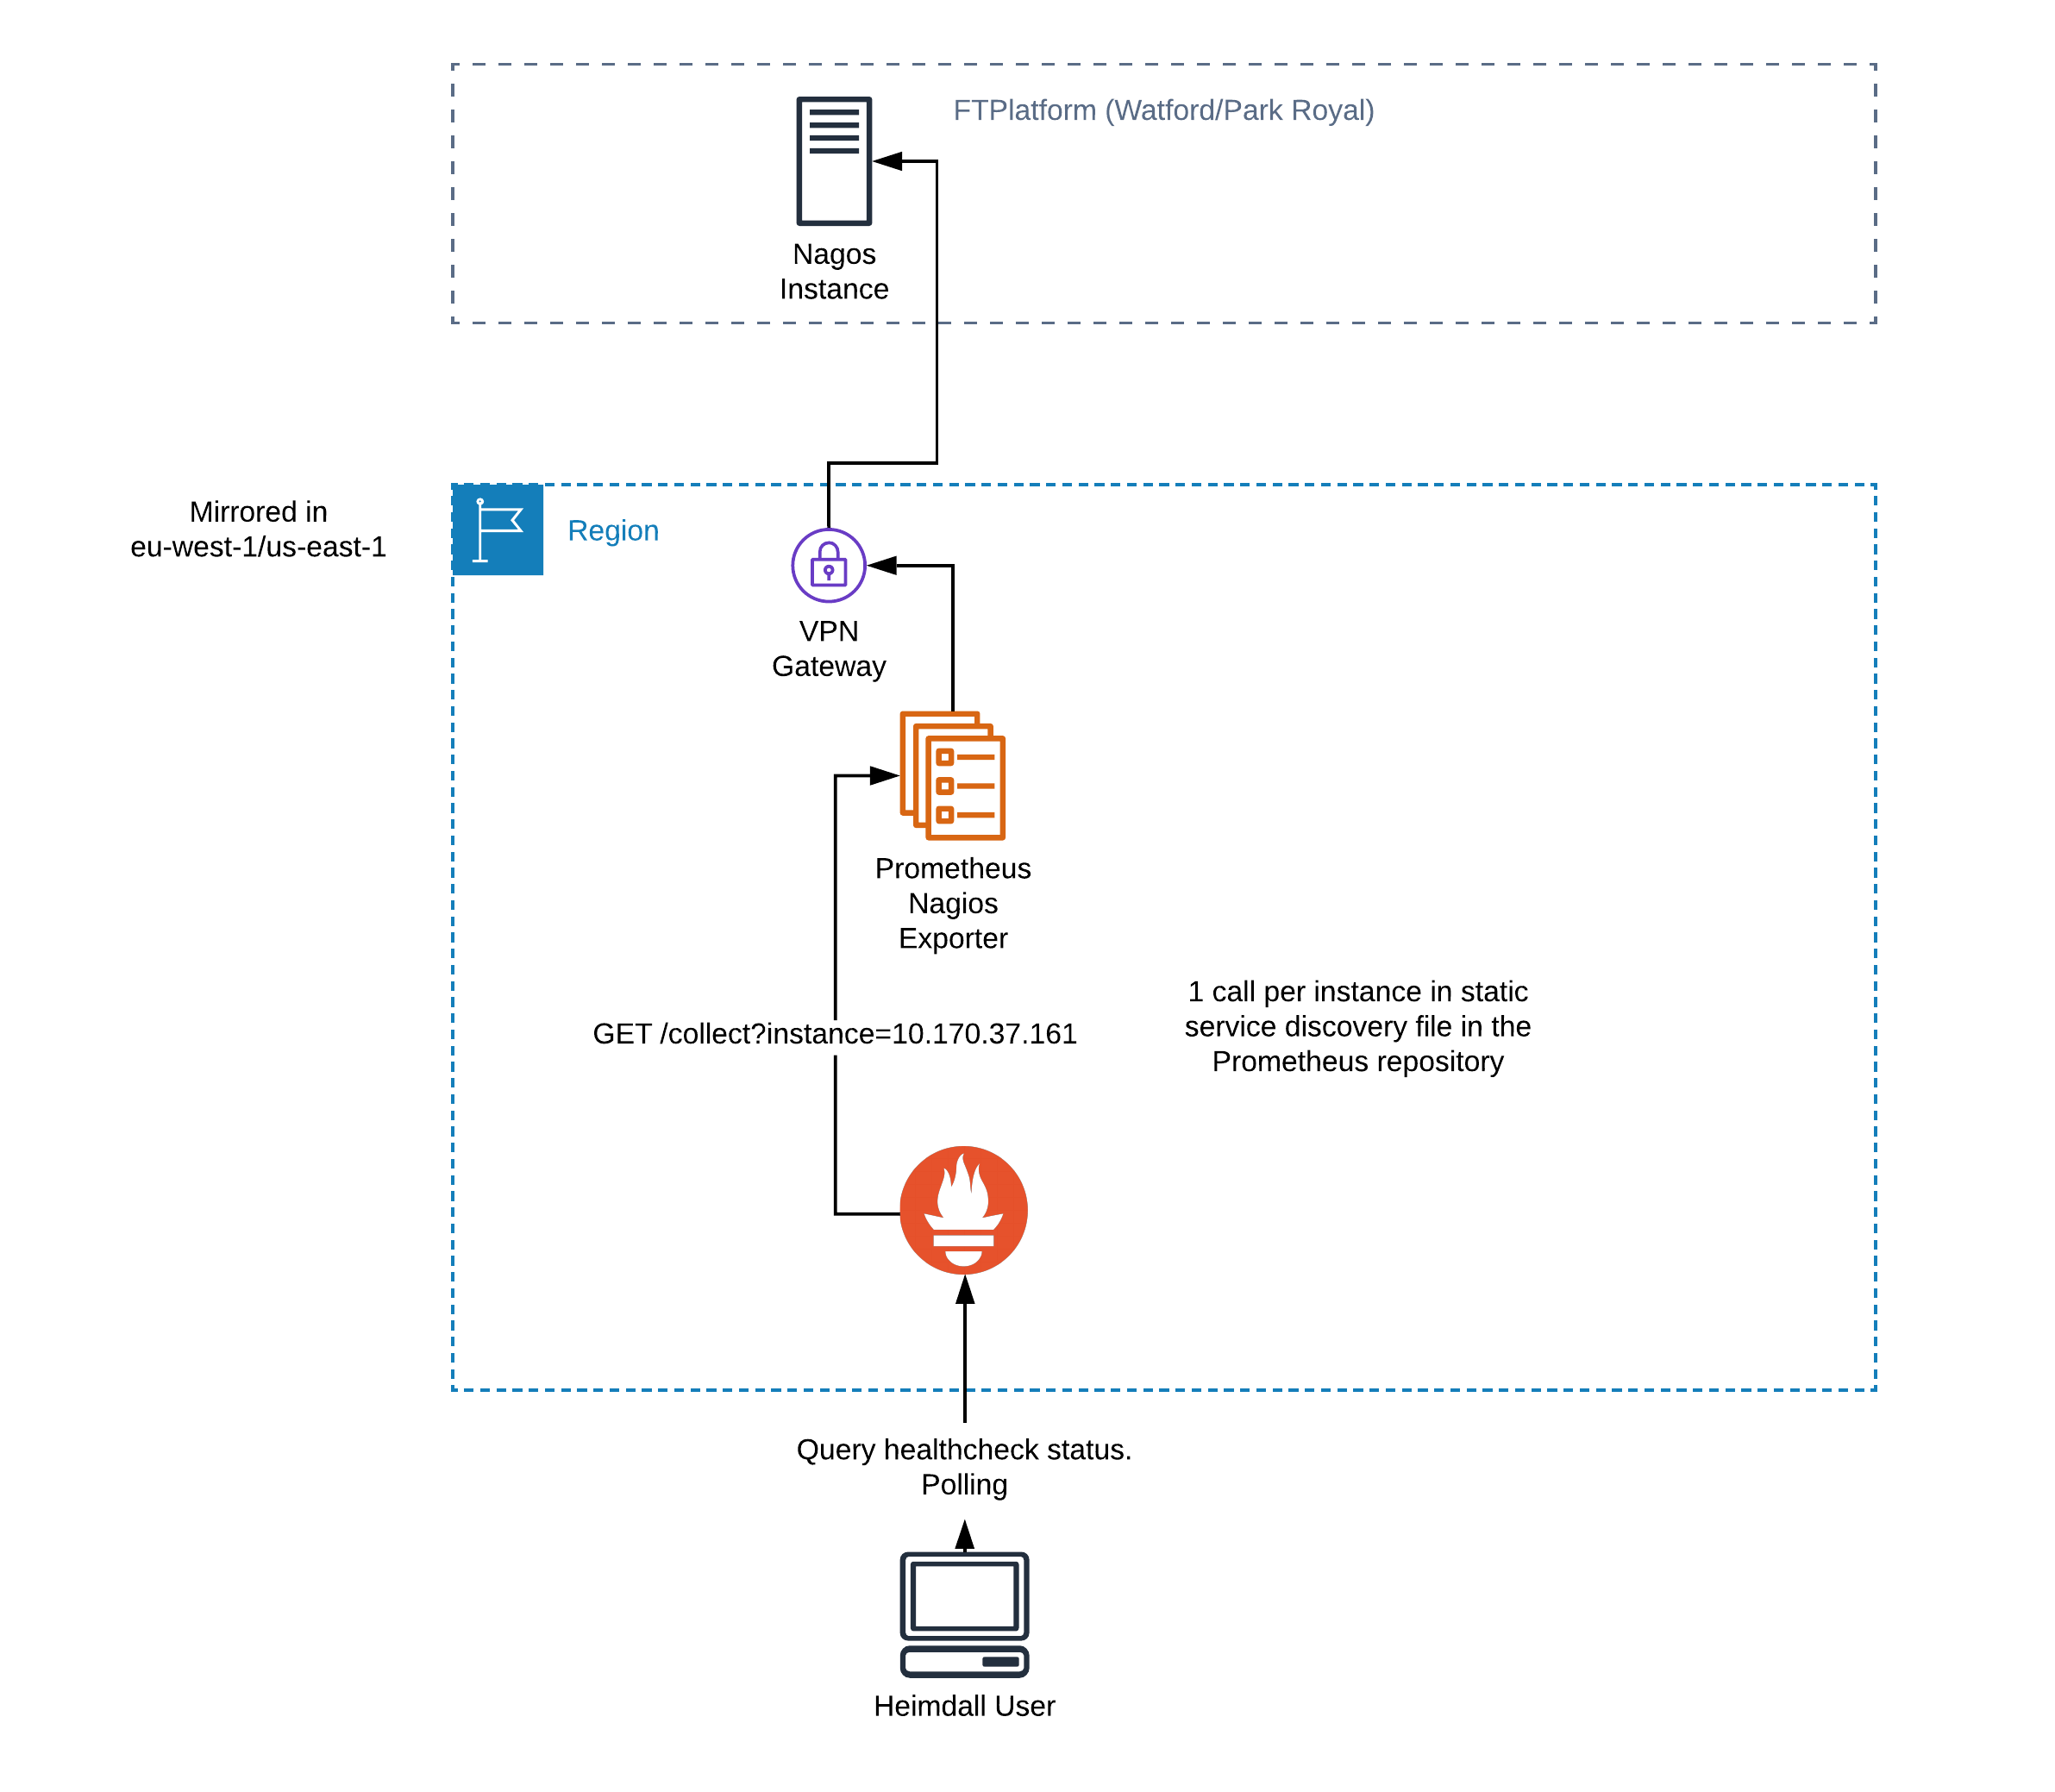 FTPlatform (Watford/Park Royal)
Nagos
Instance
Mirrored in
eu-west-1/us-east-1
Region
VPN
Gateway
Prometheus
Nagios
Exporter
1 call per instance in static
service discovery file in the
Prometheus repository
GET /collect?instance=10.170.37.161
Query healthcheck status.
Polling
Heimdall User